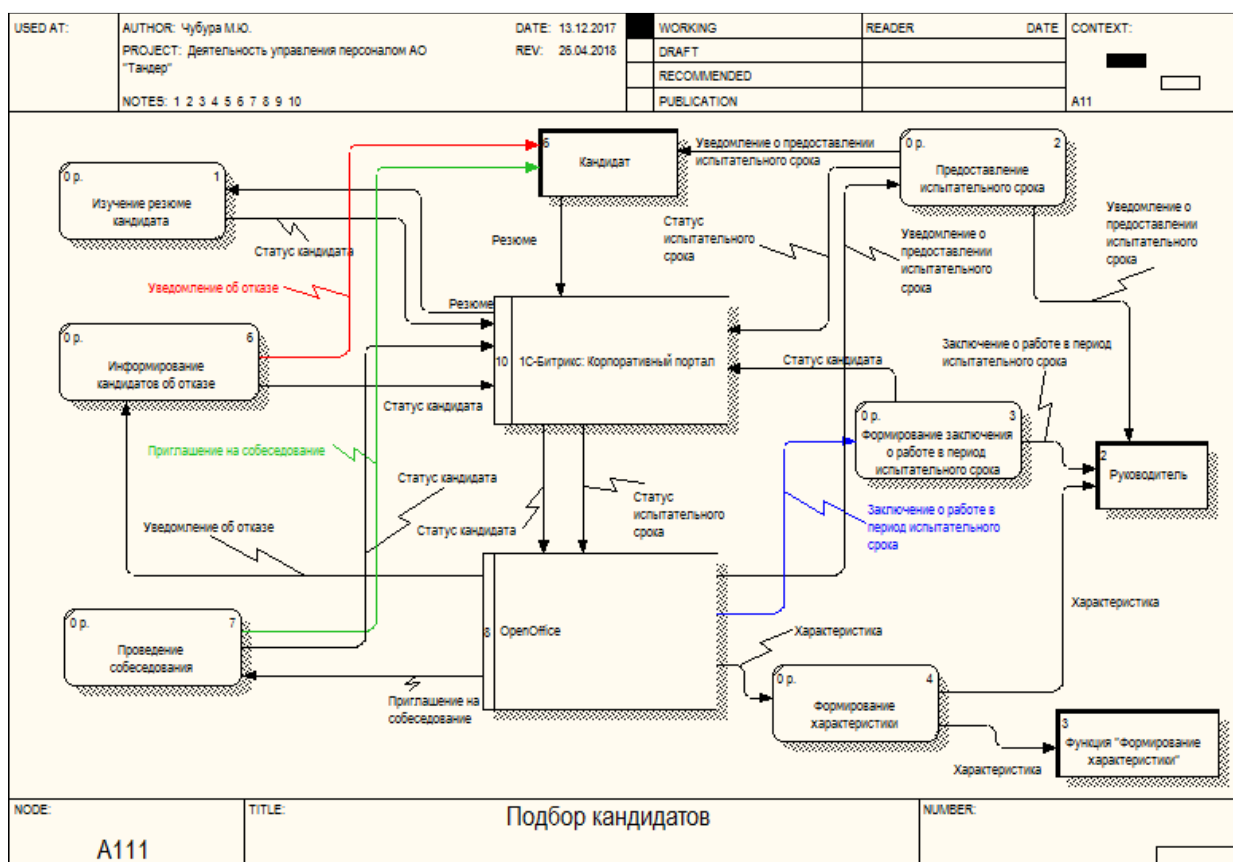 USED AT:
AUTHOR: Чубура М.Ю.
DATE: 13.12.2017
PROJECT: Деятельность управления персоналом АО
"Тандер"
REV: 26.04.2018
NOTES: 1 2 3 4 5 6 7 8 9 10
WORKING
DRAFT
RECOMMENDED
PUBLICATION
READER
DATE
CONTEXT:
A11
6
Кандидат
Уведомление о предоставлении
испытательного срока
0 р.
2
Предоставление
испытательного срока
0 р.
1
Изучение резюме
кандидата
Статус кандидата
Резюме
Статус
испытательного
срока
Уведомление о
предоставлении
испытательного
срока
Уведомление о
предоставлении
испытательного
срока
Уведомление об отказе
Резюме
0 р.
6
Информирование
кандидатов об отказе
10
1С-Битрикс: Корпоративный портал
Статус кандидата
Заключение о работе в период
испытательного срока
Статус кандидата
0 р.
3
Формирование заключения
о работе в период
испытательного срока
Приглашение на собеседование
2
Руководитель
Статус кандидата
Статус кандидата
Статус
испытательного
срока
Заключение о работе в
период испытательного
срока
Уведомление об отказе
0 р.
7
Проведение
собеседования
8
OpenOffice
Характеристика
Характеристика
Приглашение на
собеседование
0 р.
4
Формирование
характеристики
3
Функция "Формирование
характеристики"
Характеристика
NODE:
A111
TITLE:
Подбор кандидатов
NUMBER: